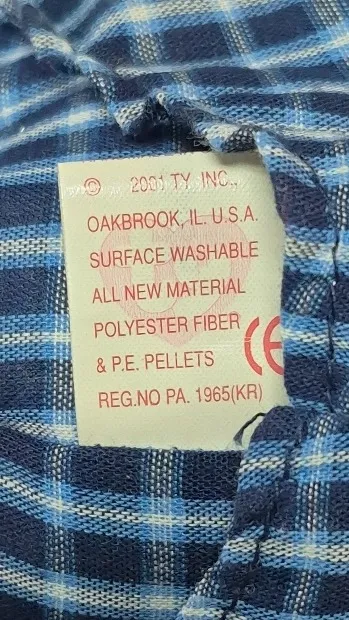 © 2001 TY, INC.,
OAKBROOK, IL. U.S.A.
SURFACE WASHABLE
ALL NEW MATERIAL
POLYESTER FIBER
& P.E. PELLETS CE
REG.NO PA. 1965(KR)